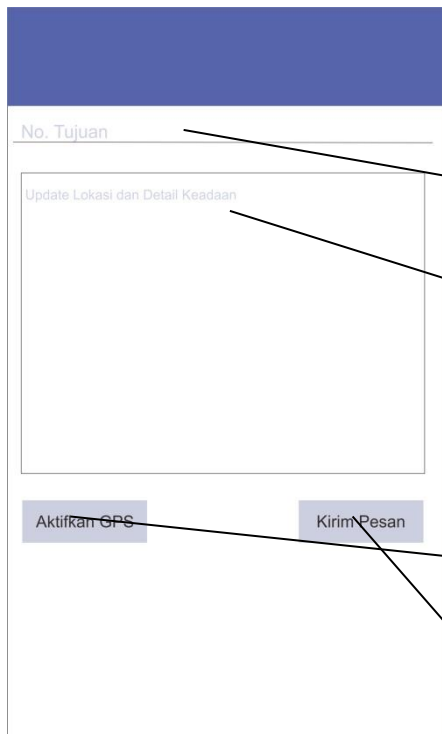 No. Tujuan
Update Lokasi dan Detail Keadaan
Aktifkan GPS
Kirim Pesan